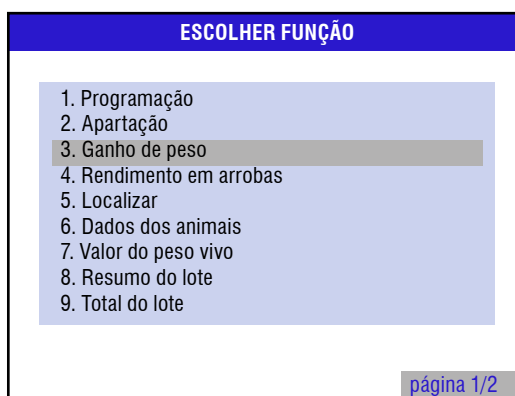 ESCOLHER FUNÇÃO
1. Programação
2. Apartação
3. Ganho de peso
4. Rendimento em arrobas
5. Localizar
6. Dados dos animais
7. Valor do peso vivo
8. Resumo do lote
9. Total do lote
página 1/2